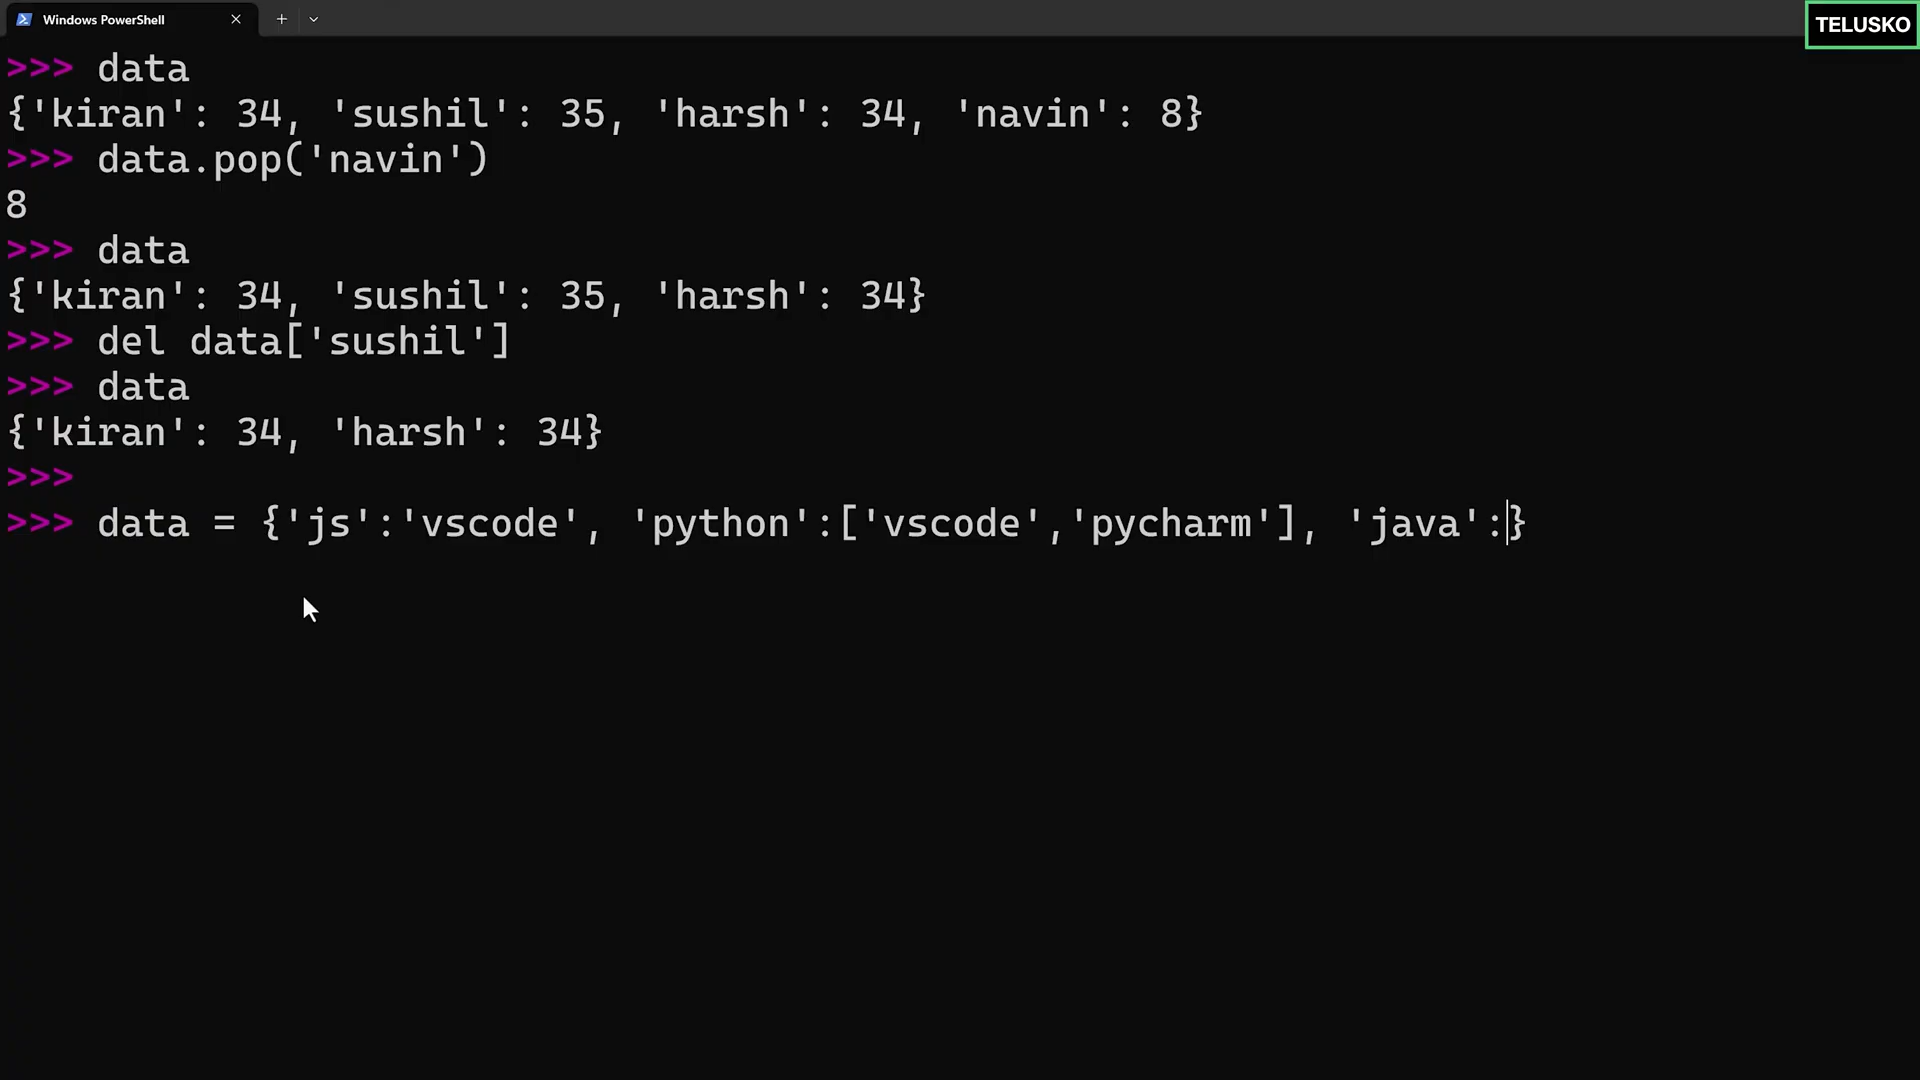 Windows PowerShell
TELUSKO
>>> data
{'kiran': 34, 'sushil': 35, 'harsh': 34, 'navin': 8}
>>> data.pop('navin')
8
>>> data
{'kiran': 34, 'sushil': 35, 'harsh': 34}
>>> del data['sushil']
>>> data
{'kiran': 34, 'harsh': 34}
>>>
>>> data = {'js':'vscode', 'python':['vscode','pycharm'], 'java':}